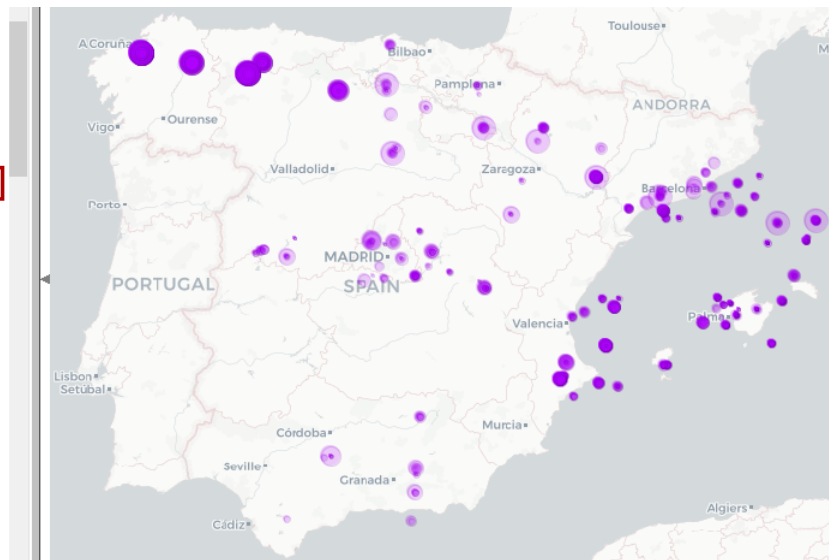 Toulouse
A Coruña
Bilbao
Pamplona
ANDORRA
Vigo
Ourense
Valladolid
Zaragoza
Barcelona
Porto
MADRID
PORTUGAL
SPAIN
Valencia
Palma
Lisbon
Setúbal
Murcia
Córdoba
Seville
Granada
Cádiz
Algiers